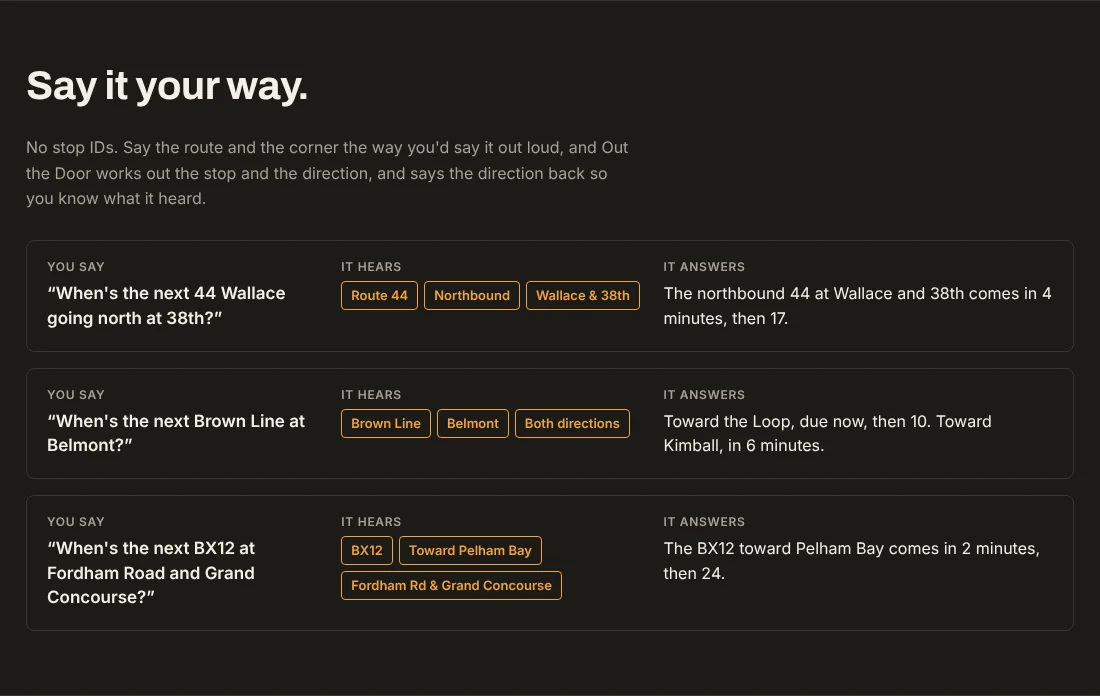 Say it your way.
No stop IDs. Say the route and the corner the way you'd say it out loud, and Out
the Door works out the stop and the direction, and says the direction back so
you know what it heard.
YOU SAY
“When's the next 44 Wallace
going north at 38th?”
IT HEARS
Route 44
Northbound
Wallace & 38th
IT ANSWERS
The northbound 44 at Wallace and 38th comes in 4
minutes, then 17.
YOU SAY
“When's the next Brown Line at
Belmont?”
IT HEARS
Brown Line
Belmont
Both directions
IT ANSWERS
Toward the Loop, due now, then 10. Toward
Kimball, in 6 minutes.
YOU SAY
“When's the next BX12 at
Fordham Road and Grand
Concourse?”
IT HEARS
BX12
Toward Pelham Bay
Fordham Rd & Grand Concourse
IT ANSWERS
The BX12 toward Pelham Bay comes in 2 minutes,
then 24.